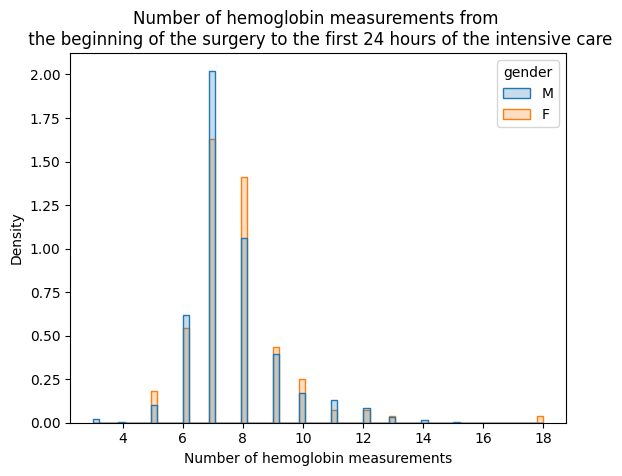 Number of hemoglobin measurements from
the beginning of the surgery to the first 24 hours of the intensive care
gender
M
F
2.00
1.75
1.50
1.25
1.00
0.75
0.50
0.25
0.00
Density
4 6 8 10 12 14 16 18
Number of hemoglobin measurements